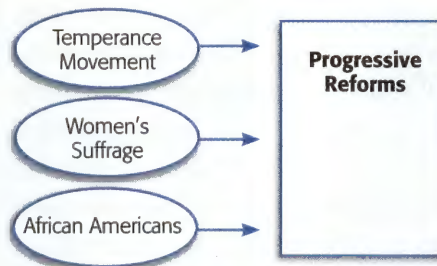 Temperance
Movement
Women's
Suffrage
African Americans
Progressive
Reforms